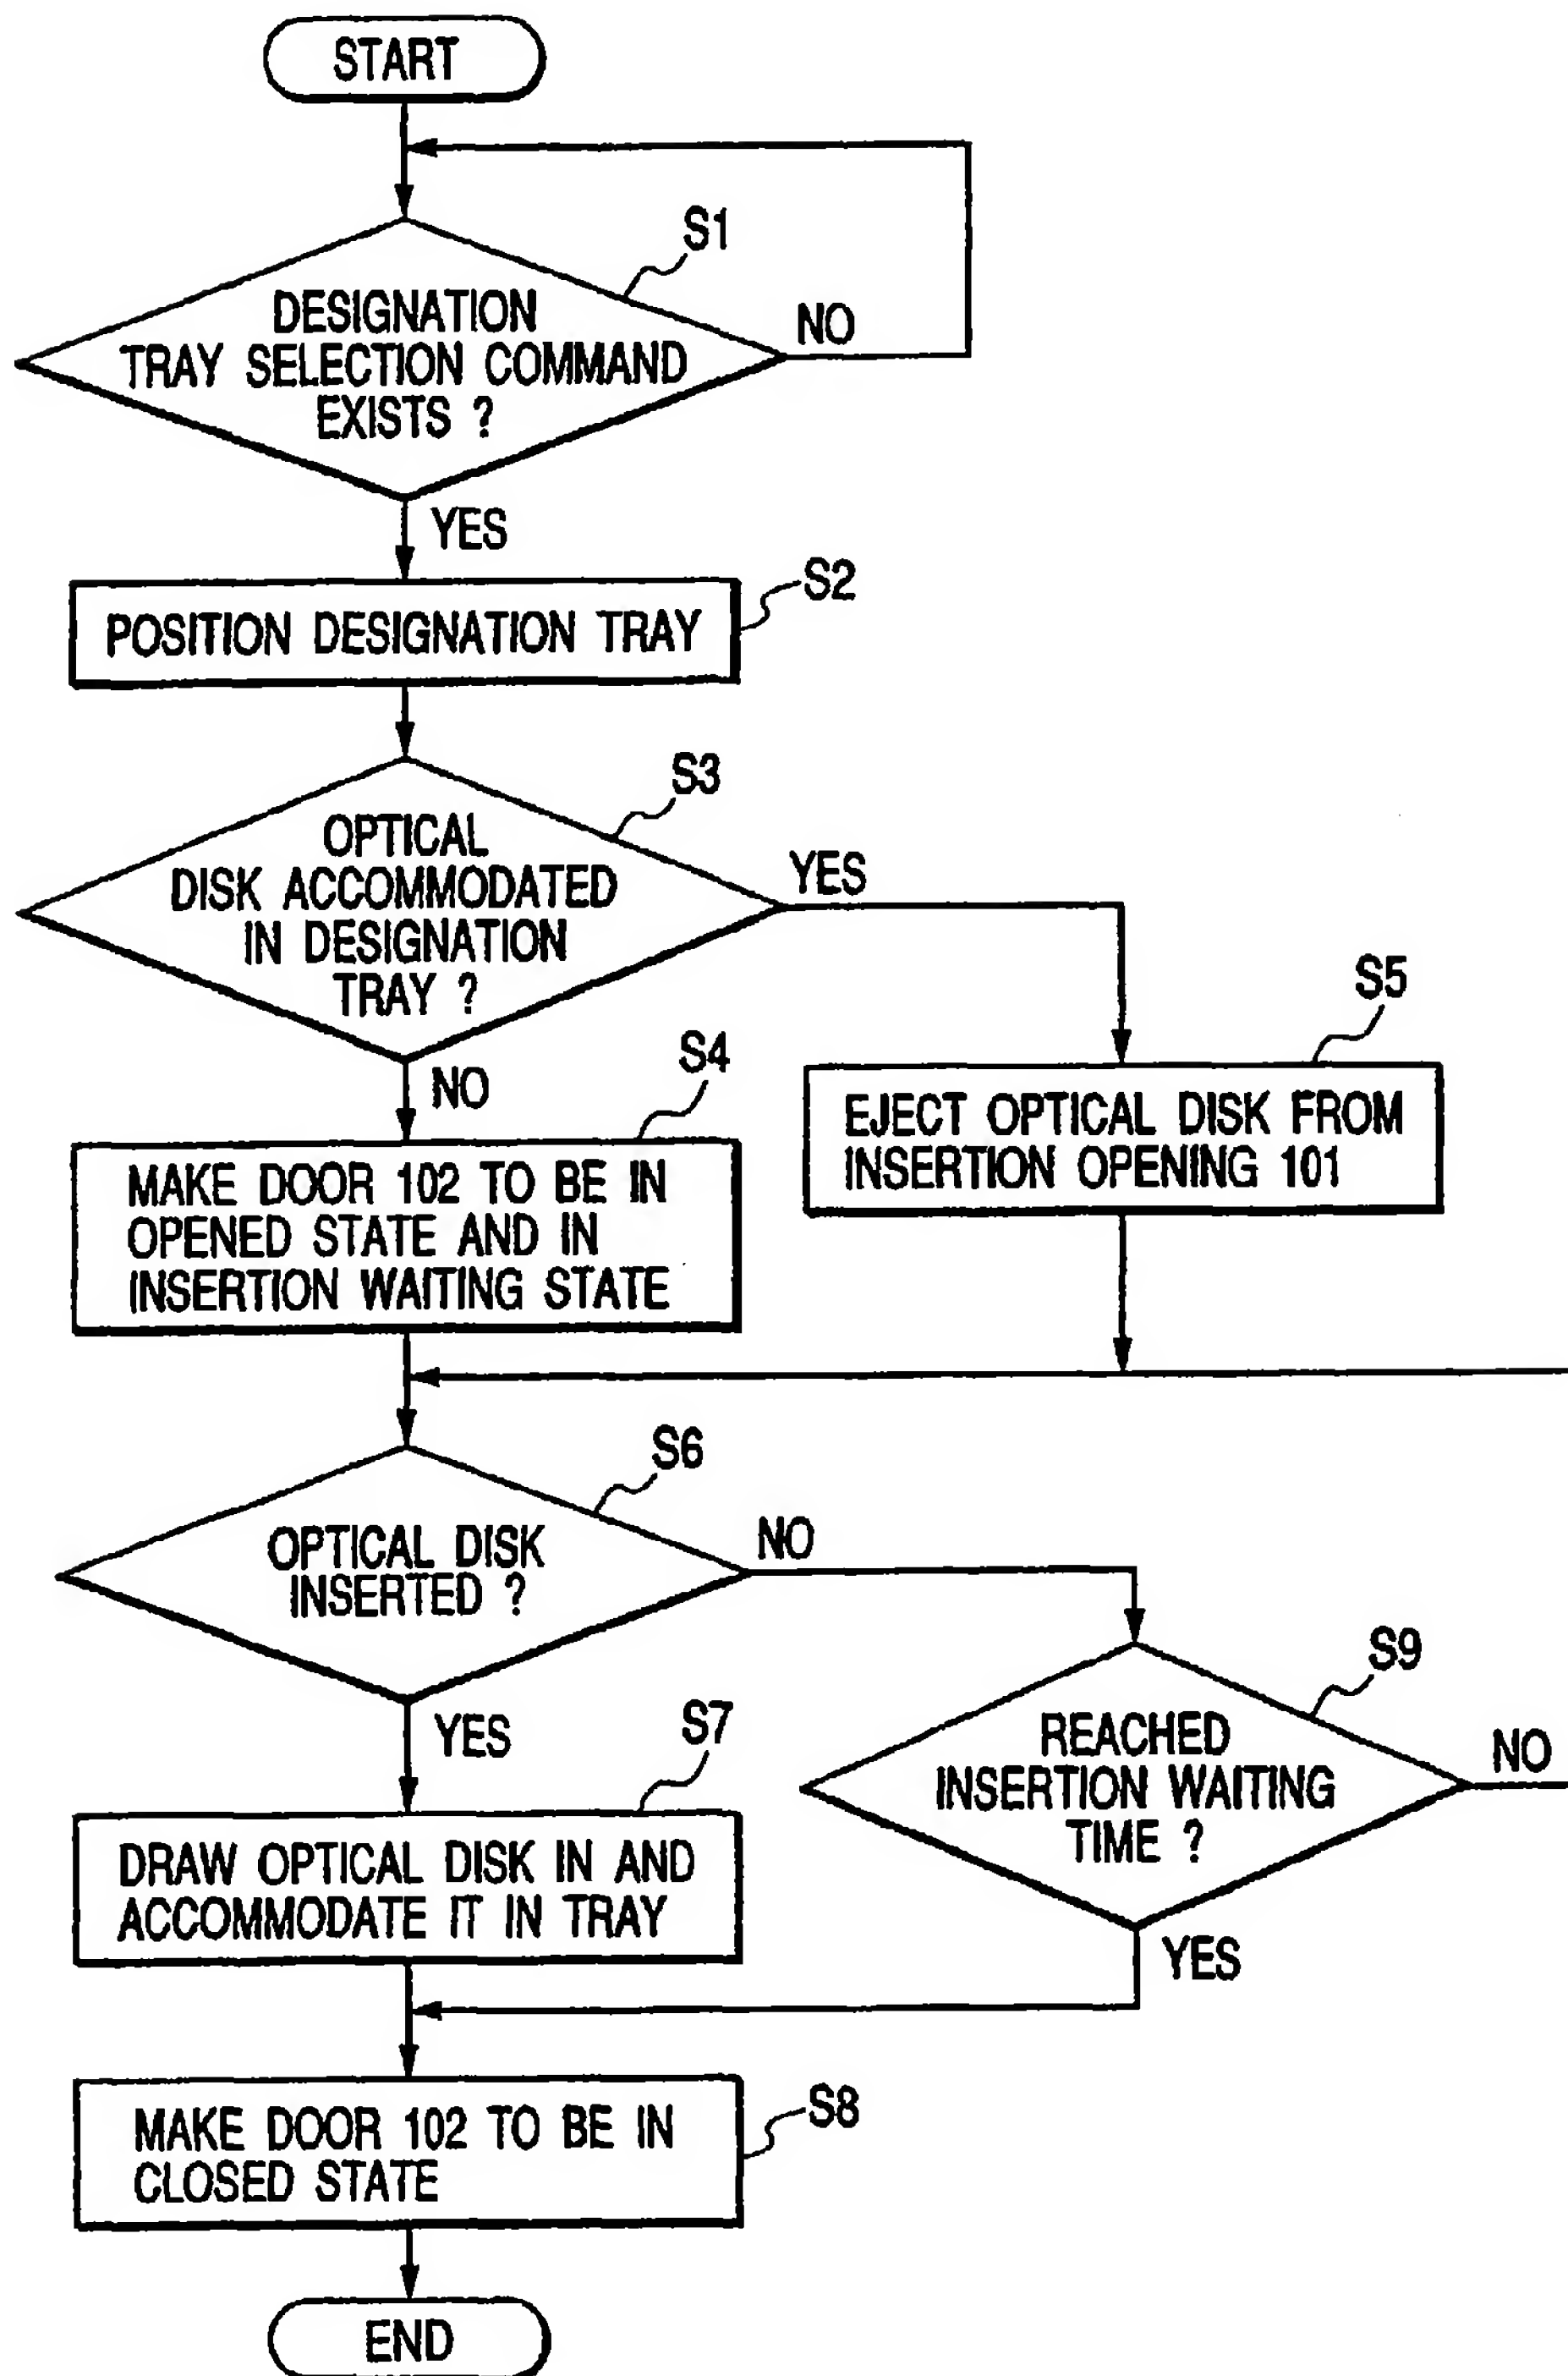 START
S1
DESIGNATION
TRAY SELECTION COMMAND
EXISTS ?
NO
YES
S2
POSITION DESIGNATION TRAY
S3
OPTICAL
DISK ACCOMMODATED
IN DESIGNATION
TRAY ?
YES
NO
S5
EJECT OPTICAL DISK FROM
INSERTION OPENING 101
S4
MAKE DOOR 102 TO BE IN
OPENED STATE AND IN
INSERTION WAITING STATE
S6
OPTICAL DISK
INSERTED ?
NO
YES
S9
REACHED
INSERTION WAITING
TIME ?
NO
YES
S7
DRAW OPTICAL DISK IN AND
ACCOMMODATE IT IN TRAY
S8
MAKE DOOR 102 TO BE IN
CLOSED STATE
END